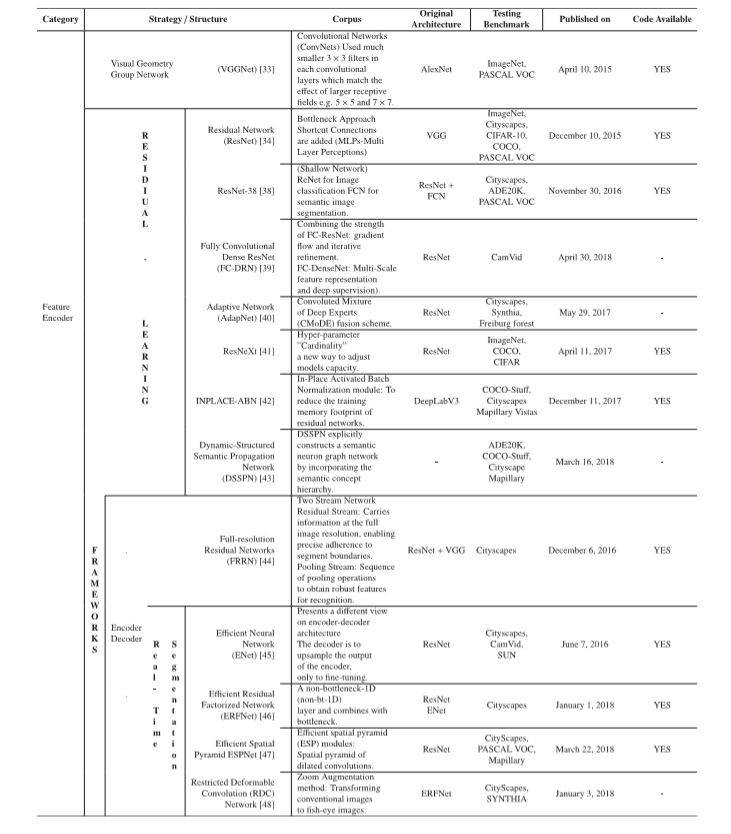 Category Strategy / Structure Corpus Original Architecture Testing Benchmark Published on Code Available
Feature
Encoder
Visual Geometry
Group Network
(VGGNet) [33]
Convolutional Networks
(ConvNets) Used much
smaller 3 × 3 filters in
each convolutional
layers which match the
effect of larger receptive
fields e.g. 5 × 5 and 7 × 7.
AlexNet
ImageNet,
PASCAL VOC
April 10, 2015
YES
FRAMEWORKS
RESIDUAL
.
LEARNNING
Residual Network
(ResNet) [34]
Bottleneck Approach
Shortcut Connections
are added (MLPs-Multi
Layer Perceptions)
VGG
ImageNet,
Cityscapes,
CIFAR-10,
COCO,
PASCAL VOC
December 10, 2015
YES
ResNet-38 [38]
(Shallow Network)
ReNet for Image
classification FCN for
semantic image
segmentation.
ResNet +
FCN
Cityscapes,
ADE20K,
PASCAL VOC
November 30, 2016
YES
Fully Convolutional
Dense ResNet
(FC-DRN) [39]
Combining the strength
of FC-ResNet: gradient
flow and iterative
refinement.
FC-DenseNet: Multi-Scale
feature representation
and deep supervision).
ResNet
CamVid
April 30, 2018
-
Adaptive Network
(AdapNet) [40]
Convoluted Mixture
of Deep Experts
(CMoDE) fusion scheme.
ResNet
Cityscapes,
Synthia,
Freiburg forest
May 29, 2017
-
ResNeXt [41]
Hyper-parameter
"Cardinality"
a new way to adjust
models capacity.
ResNet
ImageNet,
COCO,
CIFAR
April 11, 2017
YES
INPLACE-ABN [42]
In-Place Activated Batch
Normalization module: To
reduce the training
memory footprint of
residual networks.
DeepLabV3
COCO-Stuff,
Cityscapes
Mapillary Vistas
December 11, 2017
YES
Dynamic-Structured
Semantic Propagation
Network
(DSSPN) [43]
DSSPN explicitly
constructs a semantic
neuron graph network
by incorporating the
semantic concept
hierarchy.
-
ADE20K,
COCO-Stuff,
Cityscape
Mapillary
March 16, 2018
-
Encoder
Decoder
.
Full-resolution
Residual Networks
(FRRN) [44]
Two Stream Network
Residual Stream: Carries
information at the full
image resolution, enabling
precise adherence to
segment boundaries.
Pooling Stream: Sequence
of pooling operations
to obtain robust features
for recognition.
ResNet + VGG
Cityscapes
December 6, 2016
YES
.
Real- Time
Segmentation
Efficient Neural
Network
(ENet) [45]
Presents a different view
on encoder-decoder
architecture
The decoder is to
upsample the output
of the encoder,
only to fine-tuning.
ResNet
Cityscapes,
CamVid,
SUN
June 7, 2016
YES
Efficient Residual
Factorized Network
(ERFNet) [46]
A non-bottleneck-1D
(non-bt-1D)
layer and combines with
bottleneck.
ResNet
ENet
Cityscapes
January 1, 2018
YES
Efficient Spatial
Pyramid ESPNet [47]
Efficient spatial pyramid
(ESP) modules:
Spatial pyramid of
dilated convolutions.
ResNet
CityScapes,
PASCAL VOC,
Mapillary
March 22, 2018
YES
Restricted Deformable
Convolution (RDC)
Network [48]
Zoom Augmentation
method: Transforming
conventional images
to fish-eye images.
ERFNet
CityScapes,
SYNTHIA
January 3, 2018
-